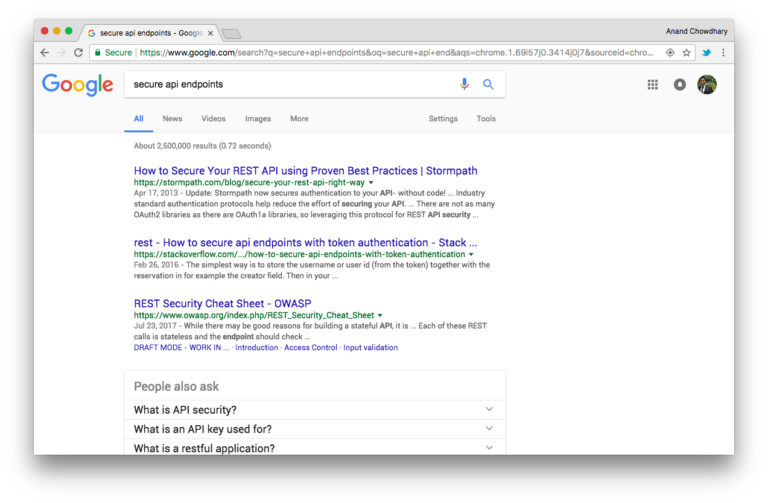 secure api endpoints - Goog
Anand Chowdhary
Secure
https://www.google.com/search?q=secure+api+endpoints&oq=secure+api+end&aqs=chrome.1.69i57j0.3414j0j7&sourceid=chro...
Google
secure api endpoints
All News Videos Images More Settings Tools
About 2,500,000 results (0.72 seconds)
How to Secure Your REST API using Proven Best Practices | Stormpath
https://stormpath.com/blog/secure-your-rest-api-right-way
Apr 17, 2013 - Update: Stormpath now secures authentication to your API- without code! ... Industry
standard authentication protocols help reduce the effort of securing your API. ... There are not as many
OAuth2 libraries as there are OAuth1a libraries, so leveraging this protocol for REST API security ...
rest - How to secure api endpoints with token authentication - Stack ...
https://stackoverflow.com/.../how-to-secure-api-endpoints-with-token-authentication
Feb 26, 2016 - The simplest way is to store the username or user id (from the token) together with the
reservation in for example the creator field. Then in your ...
REST Security Cheat Sheet - OWASP
https://www.owasp.org/index.php/REST_Security_Cheat_Sheet
Jul 23, 2017 - While there may be good reasons for building a stateful API, it is ... Each of these REST
calls is stateless and the endpoint should check ...
DRAFT MODE - WORK IN ... · Introduction · Access Control · Input validation
People also ask
What is API security?
What is an API key used for?
What is a restful application?